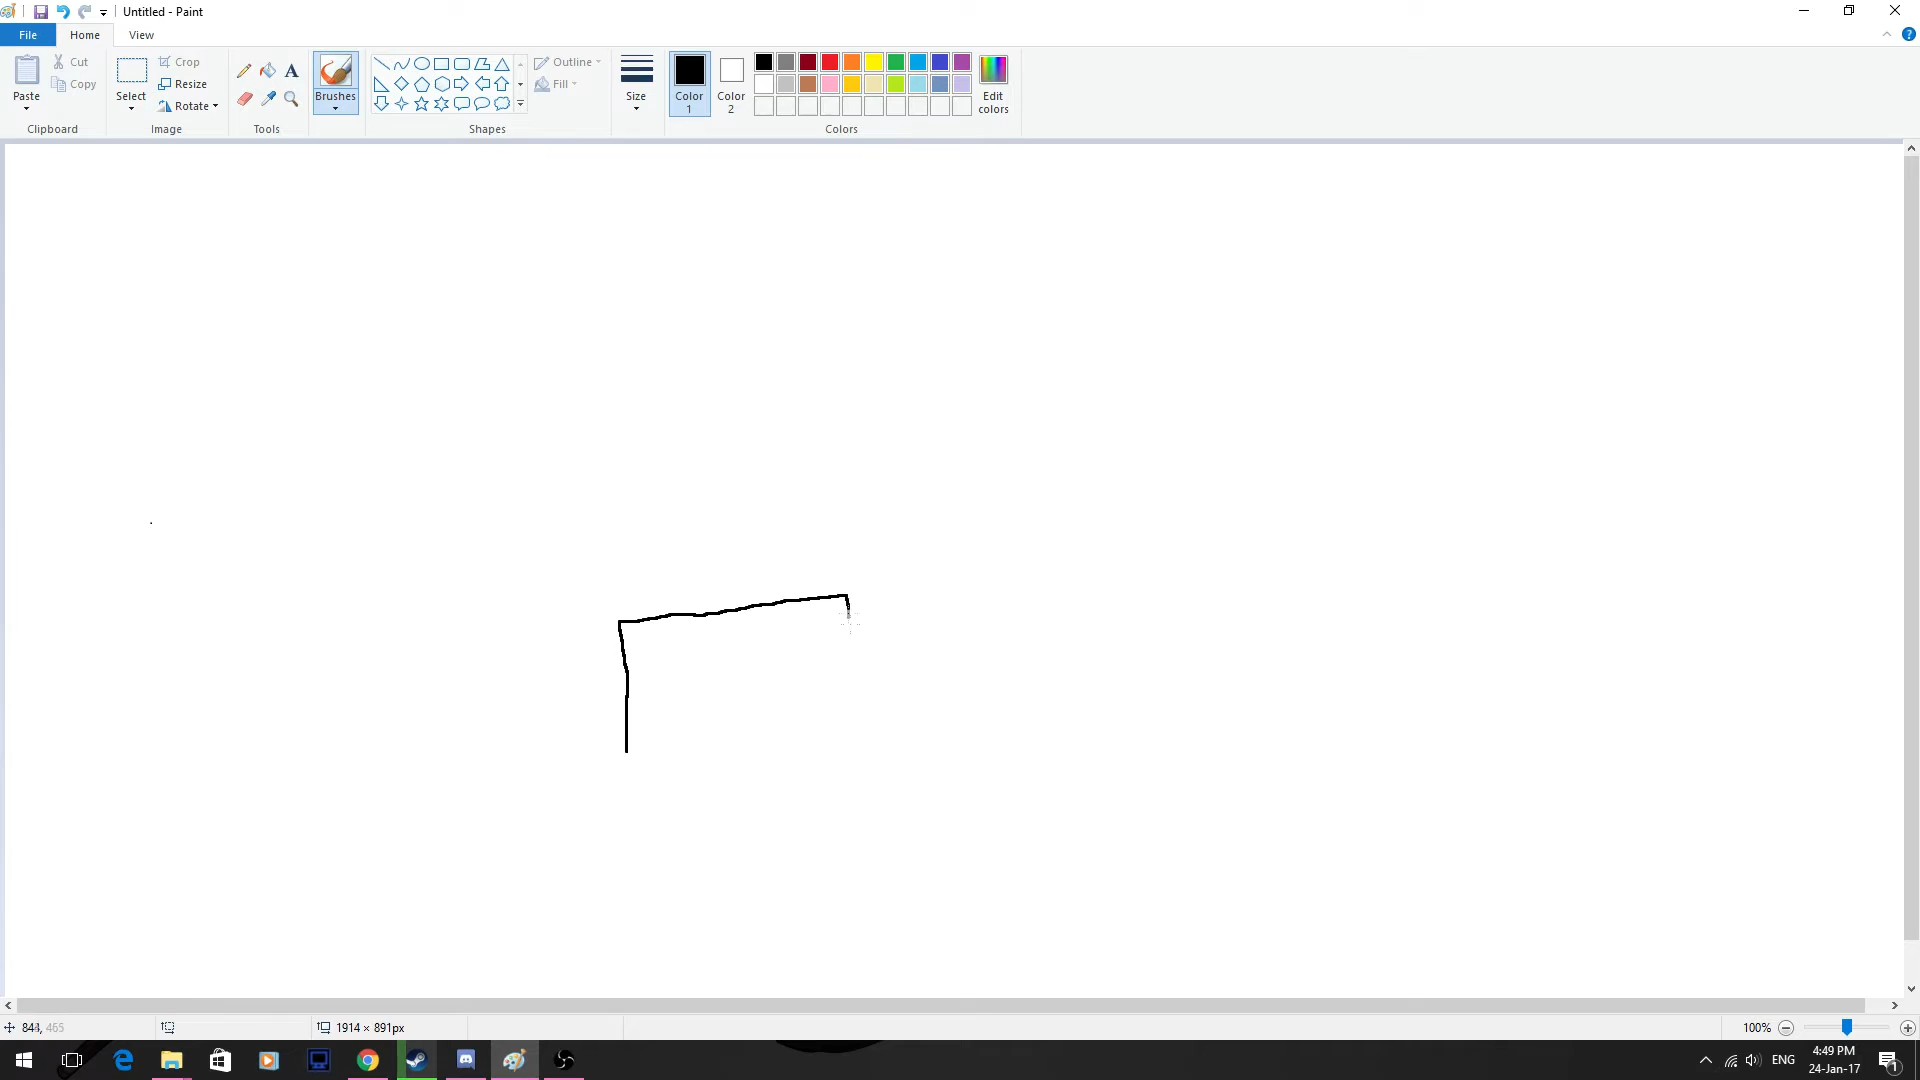 Untitled - Paint
File
Home
View
Paste
Cut
Copy
Clipboard
Select
Crop
Resize
Rotate
Image
A
Tools
Brushes
Shapes
Outline
Fill
Size
Color 1
Color 2
Edit colors
Colors
844, 465
1914 × 891px
100%
ENG
4:49 PM
24-Jan-17
1